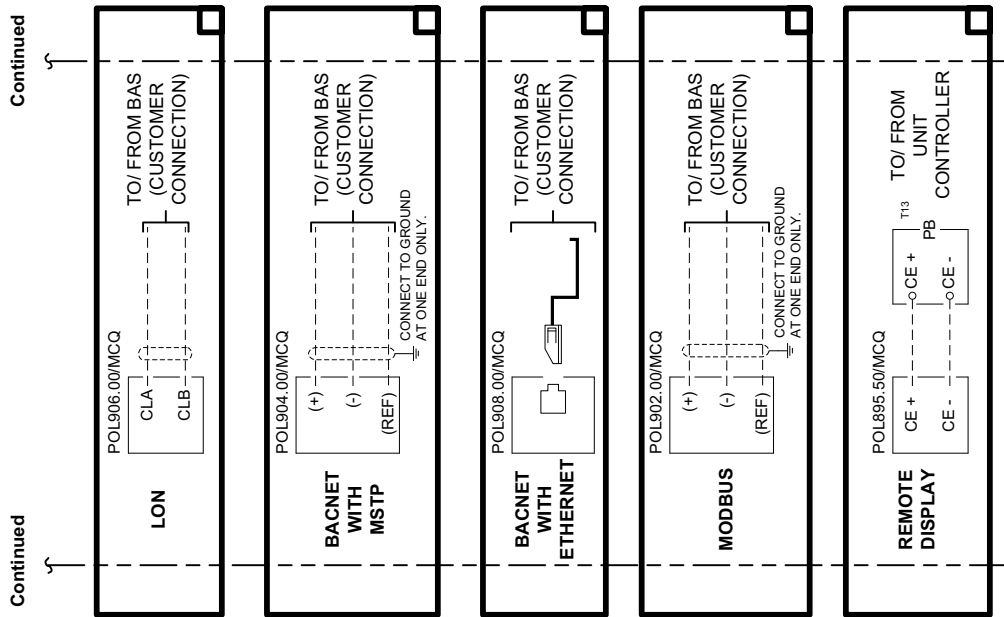 Continued
Continued
LON
POL906.00/MCQ
CLA
CLB
TO/ FROM BAS
(CUSTOMER
CONNECTION)
BACNET
WITH
MSTP
POL904.00/MCQ
(+)
(-)
(REF)
TO/ FROM BAS
(CUSTOMER
CONNECTION)
CONNECT TO GROUND
AT ONE END ONLY.
BACNET
WITH
ETHERNET
POL908.00/MCQ
TO/ FROM BAS
(CUSTOMER
CONNECTION)
MODBUS
POL902.00/MCQ
(+)
(-)
(REF)
TO/ FROM BAS
(CUSTOMER
CONNECTION)
CONNECT TO GROUND
AT ONE END ONLY.
REMOTE
DISPLAY
POL895.50/MCQ
CE +
CE -
CE +
CE -
PB
T13
TO/ FROM
UNIT
CONTROLLER